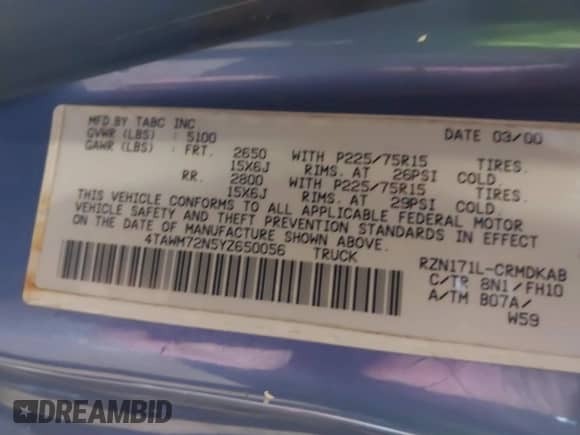 MFD BY TABC INC DATE 03/00
GVWR (LBS) : 5100
GAWR (LBS) : FRT. 2650 WITH P225/75R15 TIRES.
15X6J RIMS. AT 26PSI COLD
RR. 2800 WITH P225/75R15 TIRES.
15X6J RIMS. AT 29PSI COLD.
THIS VEHICLE CONFORMS TO ALL APPLICABLE FEDERAL MOTOR
VEHICLE SAFETY AND THEFT PREVENTION STANDARDS IN EFFECT
ON THE DATE OF MANUFACTURE SHOWN ABOVE.
4TAWM72N5YZ650056 TRUCK
RZN171L-CRMDKAB
C/TR 8N1/FH10
A/TM B07A/
W59
DREAMBID